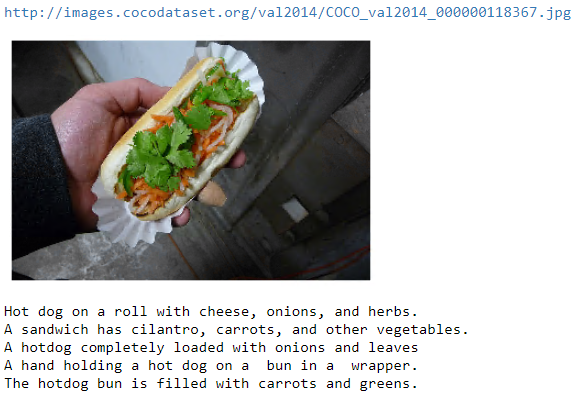 http://images.cocodataset.org/val2014/COCO_val2014_000000118367.jpg
Hot dog on a roll with cheese, onions, and herbs.
A sandwich has cilantro, carrots, and other vegetables.
A hotdog completely loaded with onions and leaves
A hand holding a hot dog on a  bun in a  wrapper.
The hotdog bun is filled with carrots and greens.